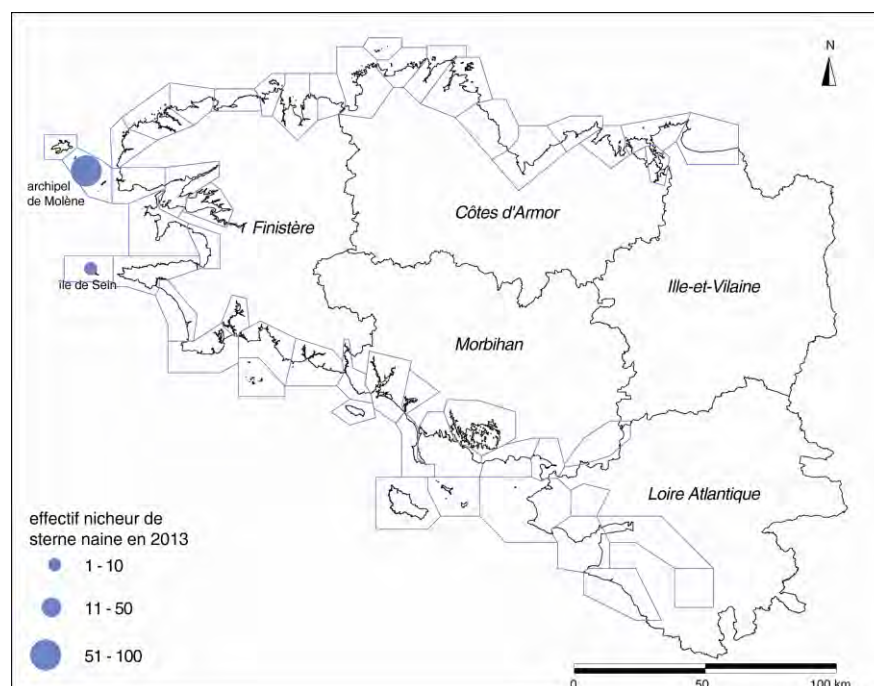 N
archipel
de Molène
Finistère
Côtes d'Armor
île de Sein
Ille-et-Vilaine
Morbihan
Loire Atlantique
effectif nicheur de
sterne naine en 2013
1 - 10
11 - 50
51 - 100
0 50 100 km